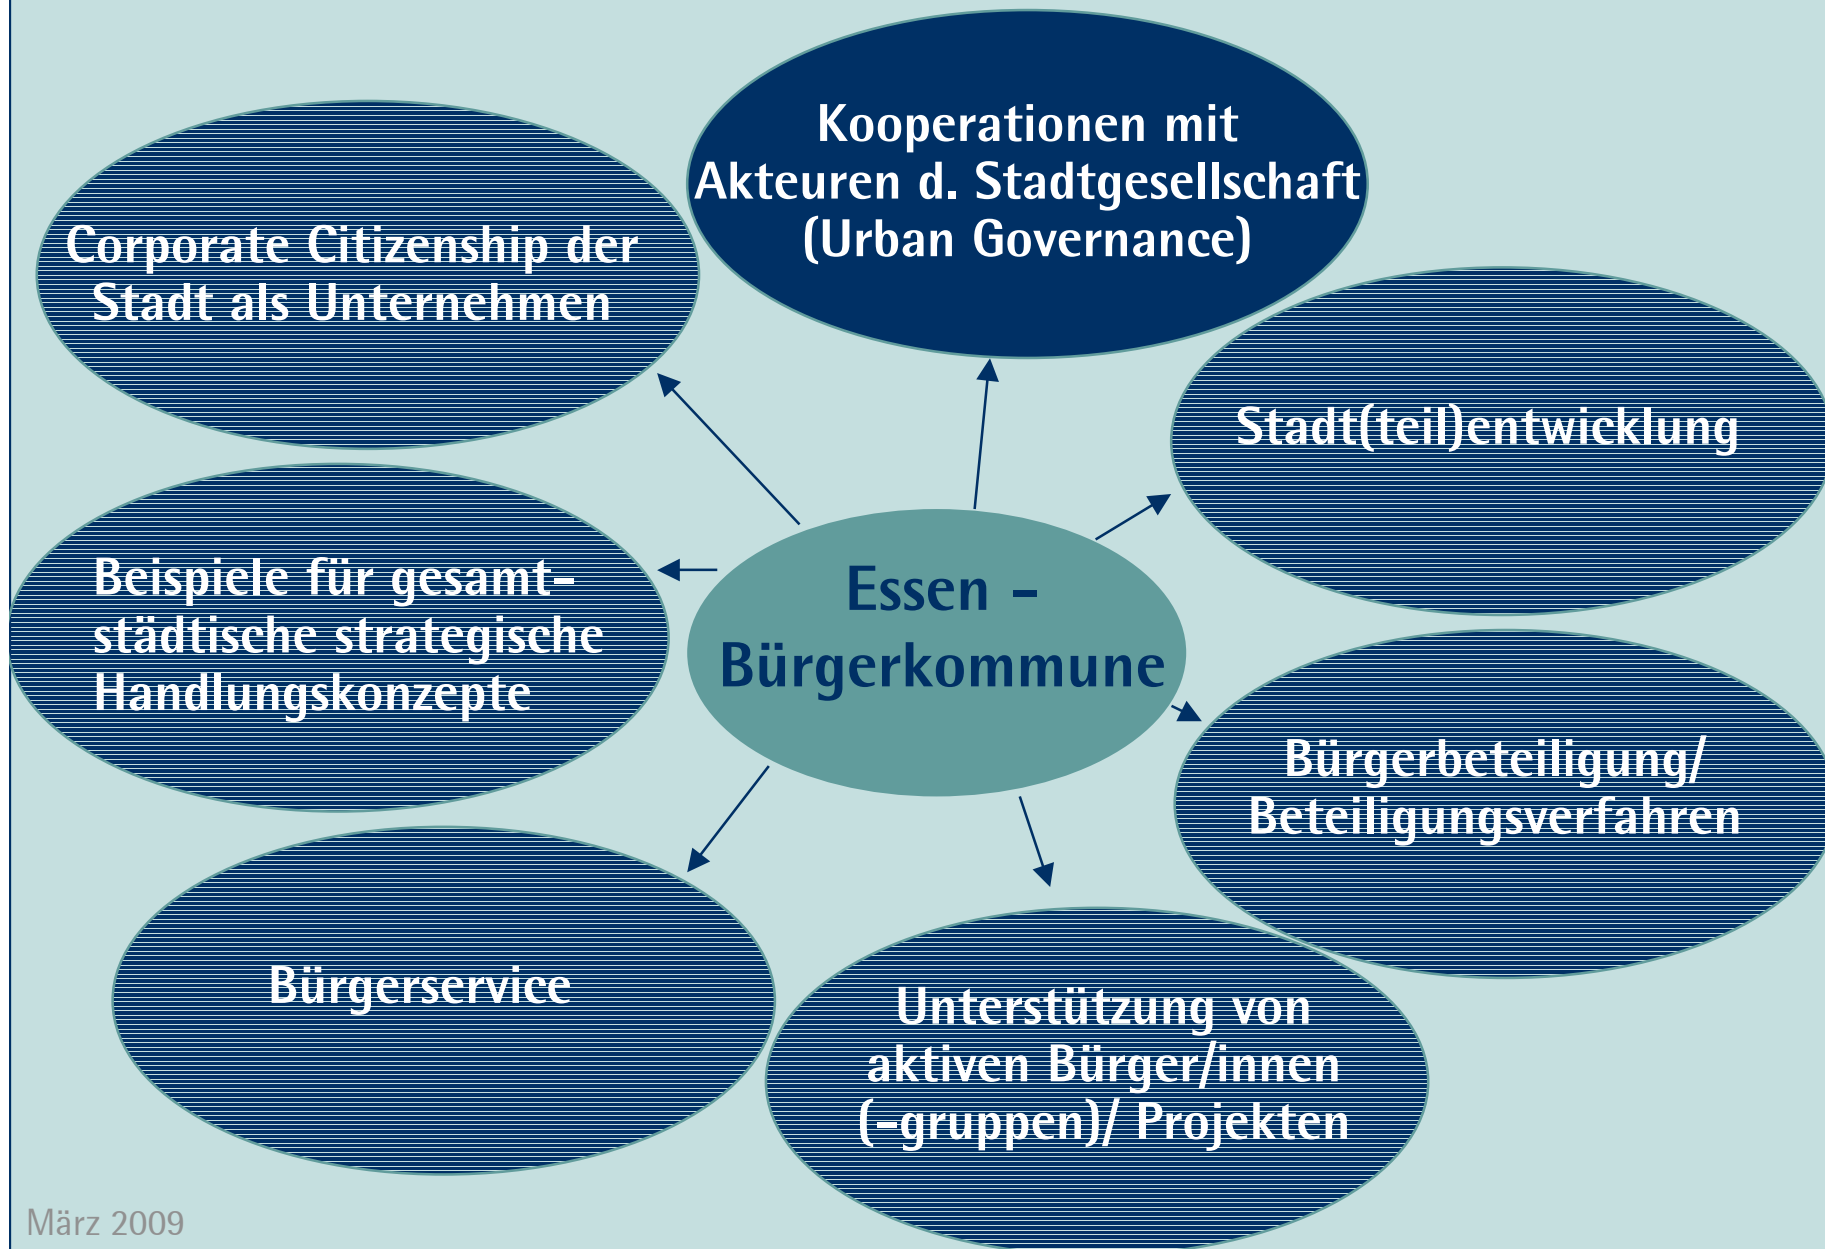 Kooperationen mit
Akteuren d. Stadtgesellschaft
(Urban Governance)
Corporate Citizenship der
Stadt als Unternehmen
Stadt(teil)entwicklung
Beispiele für gesamt-
städtische strategische
Handlungskonzepte
Essen -
Bürgerkommune
Bürgerbeteiligung/
Beteiligungsverfahren
Bürgerservice
Unterstützung von
aktiven Bürger/innen
(-gruppen)/ Projekten
März 2009